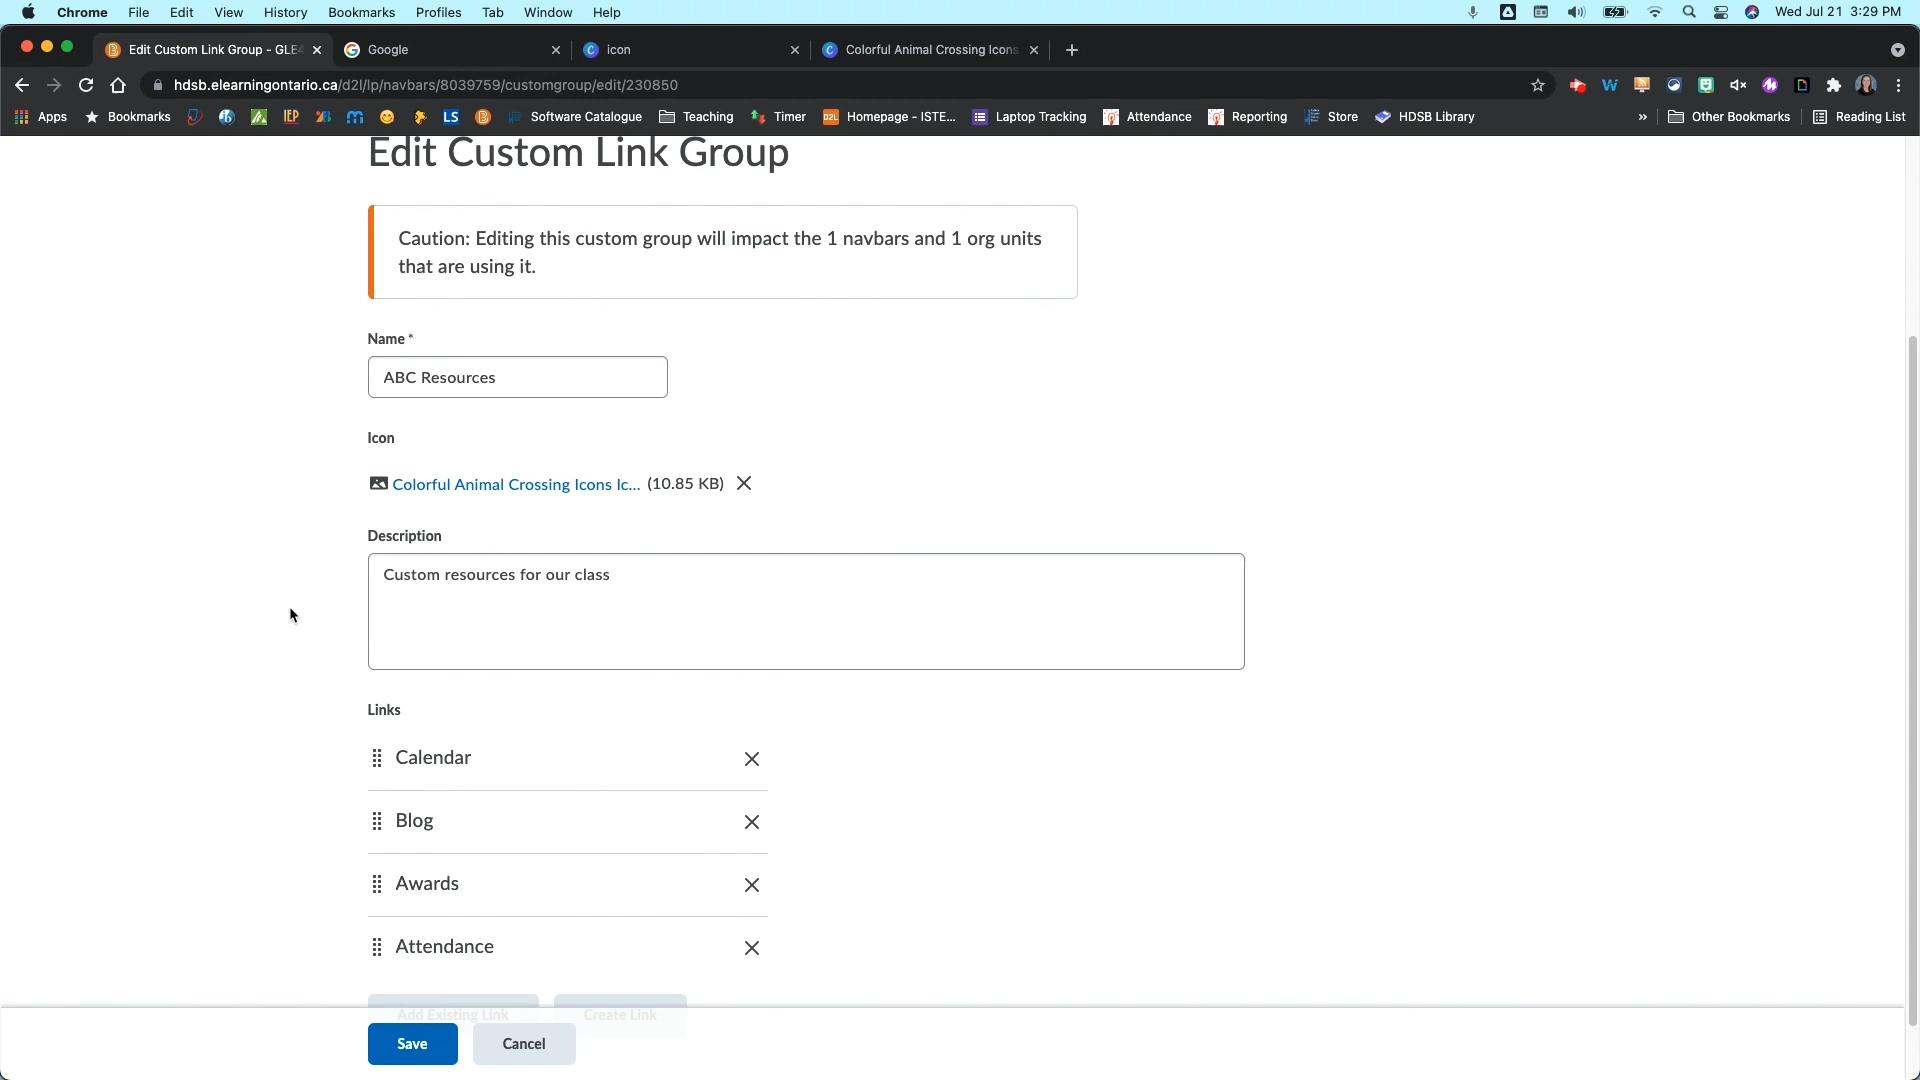 Chrome File Edit View History Bookmarks Profiles Tab Window Help Wed Jul 21 3:29 PM
Edit Custom Link Group - GLE4 Google icon Colorful Animal Crossing Icons
hdsb.elearningontario.ca/d2l/lp/navbars/8039759/customgroup/edit/230850
Apps Bookmarks IEP LS Software Catalogue Teaching Timer D2L Homepage - ISTE... Laptop Tracking Attendance Reporting Store HDSB Library » Other Bookmarks Reading List
Edit Custom Link Group
Caution: Editing this custom group will impact the 1 navbars and 1 org units
that are using it.
Name *
ABC Resources
Icon
Colorful Animal Crossing Icons Ic... (10.85 KB)
Description
Custom resources for our class
Links
Calendar
Blog
Awards
Attendance
Add Existing Link Create Link
Save Cancel